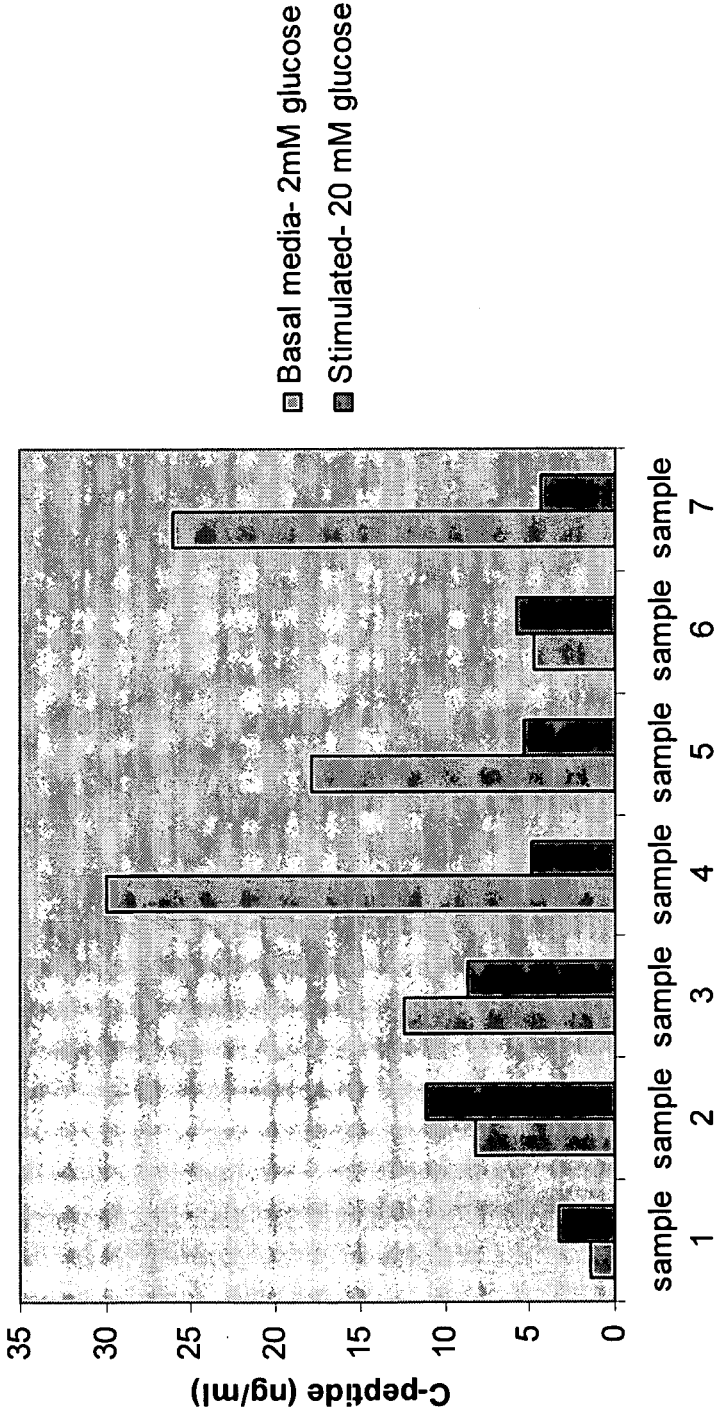 C-peptide (ng/ml)
35
30
25
20
15
10
5
0
sample 1
sample 2
sample 3
sample 4
sample 5
sample 6
sample 7
Basal media- 2mM glucose
Stimulated- 20 mM glucose